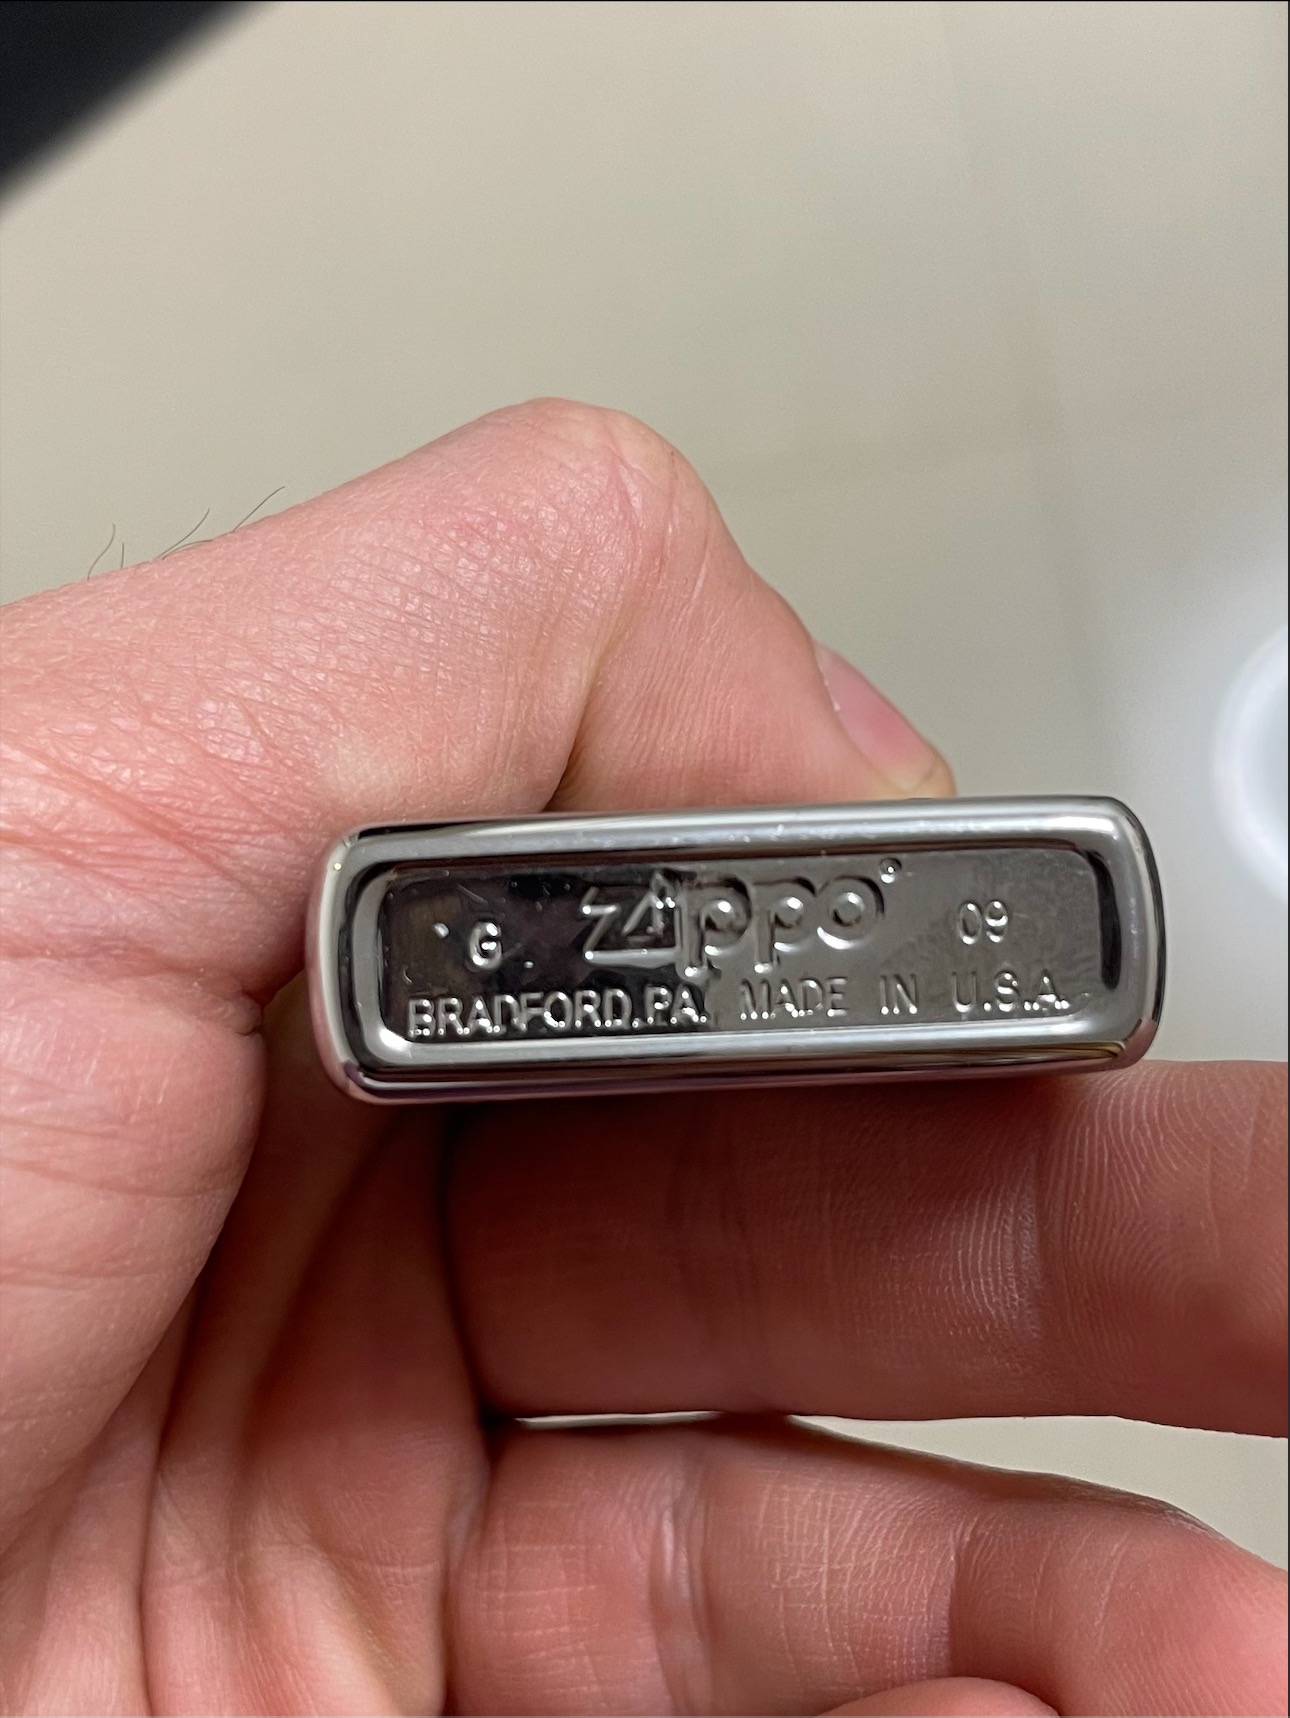 G zippo® 09
BRADFORD,PA. MADE IN U.S.A.